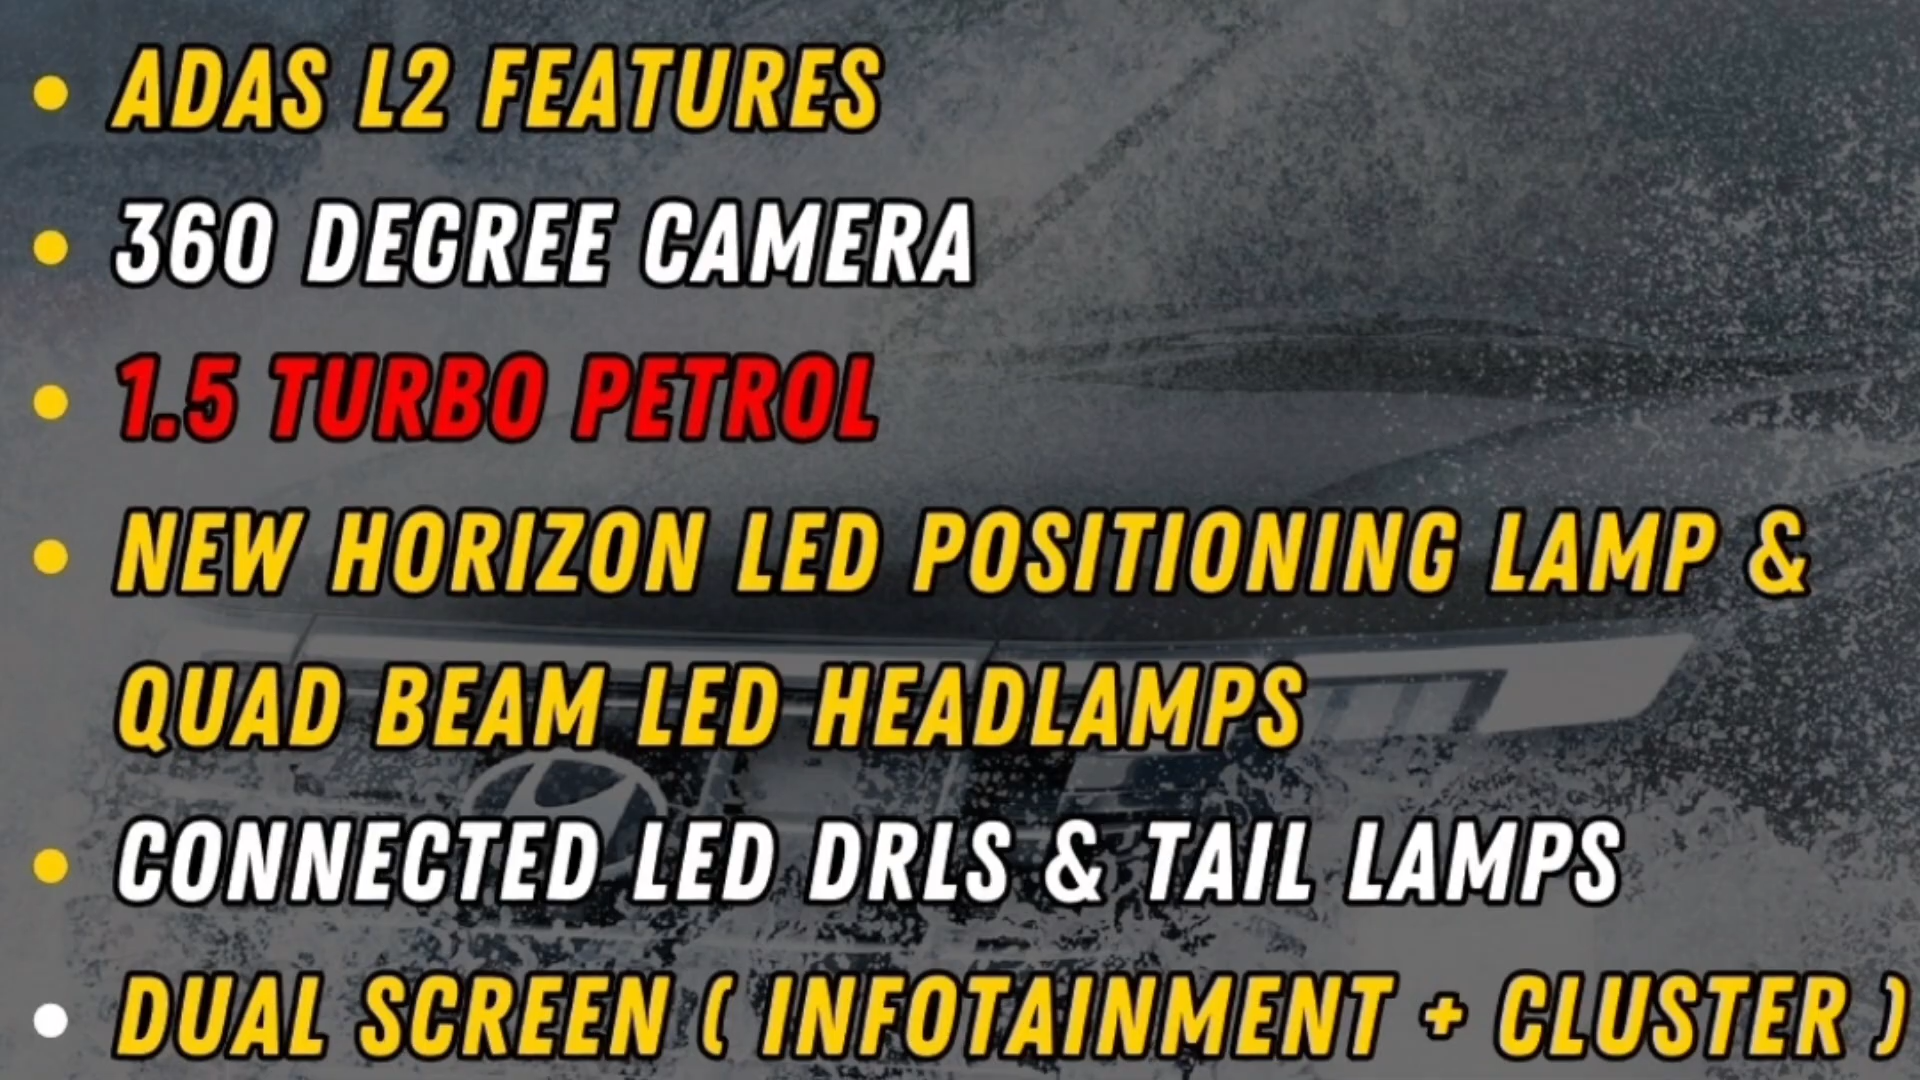 • ADAS L2 FEATURES
• 360 DEGREE CAMERA
• 1.5 TURBO PETROL
• NEW HORIZON LED POSITIONING LAMP &
QUAD BEAM LED HEADLAMPS
• CONNECTED LED DRLS & TAIL LAMPS
• DUAL SCREEN ( INFOTAINMENT + CLUSTER )